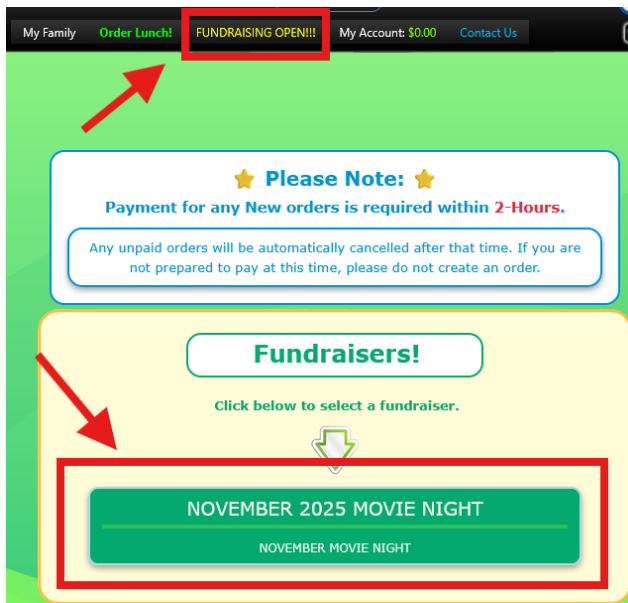 My Family Order Lunch! FUNDRAISING OPEN!!! My Account: $0.00 Contact Us
Please Note:
Payment for any New orders is required within 2-Hours.
Any unpaid orders will be automatically cancelled after that time. If you are
not prepared to pay at this time, please do not create an order.
Fundraisers!
Click below to select a fundraiser.
NOVEMBER 2025 MOVIE NIGHT
NOVEMBER MOVIE NIGHT